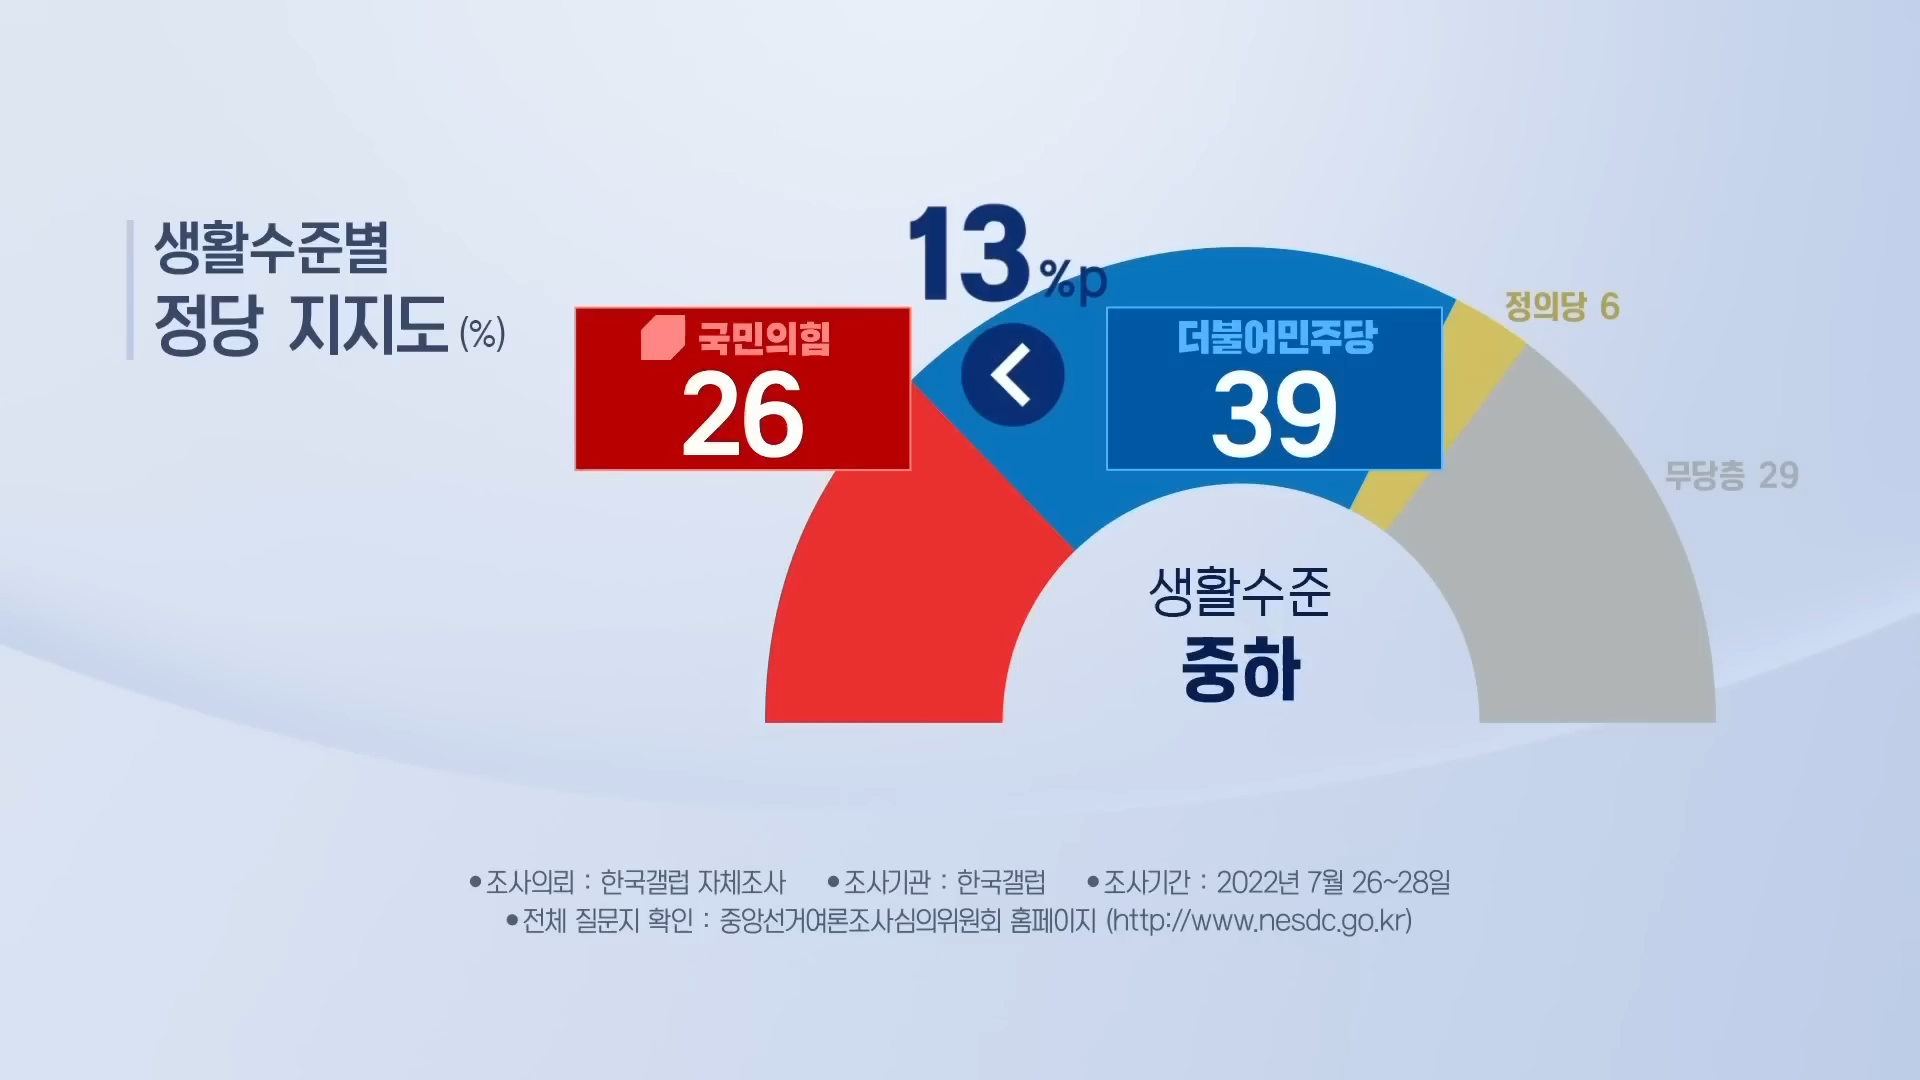 생활수준별
정당 지지도 (%)
13%p
국민의힘
26
더불어민주당
39
정의당 6
무당층 29
생활수준
중하
•조사의뢰 : 한국갤럽 자체조사 •조사기관 : 한국갤럽 •조사기간 : 2022년 7월 26~28일
•전체 질문지 확인 : 중앙선거여론조사심의위원회 홈페이지 (http://www.nesdc.go.kr)